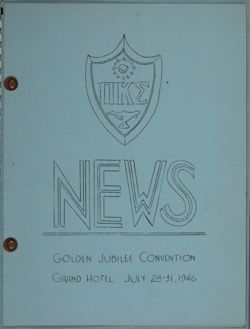 ΠΚΣ
NEWS
GOLDEN JUBILEE CONVENTION
GRAND HOTEL JULY 28-31, 1946